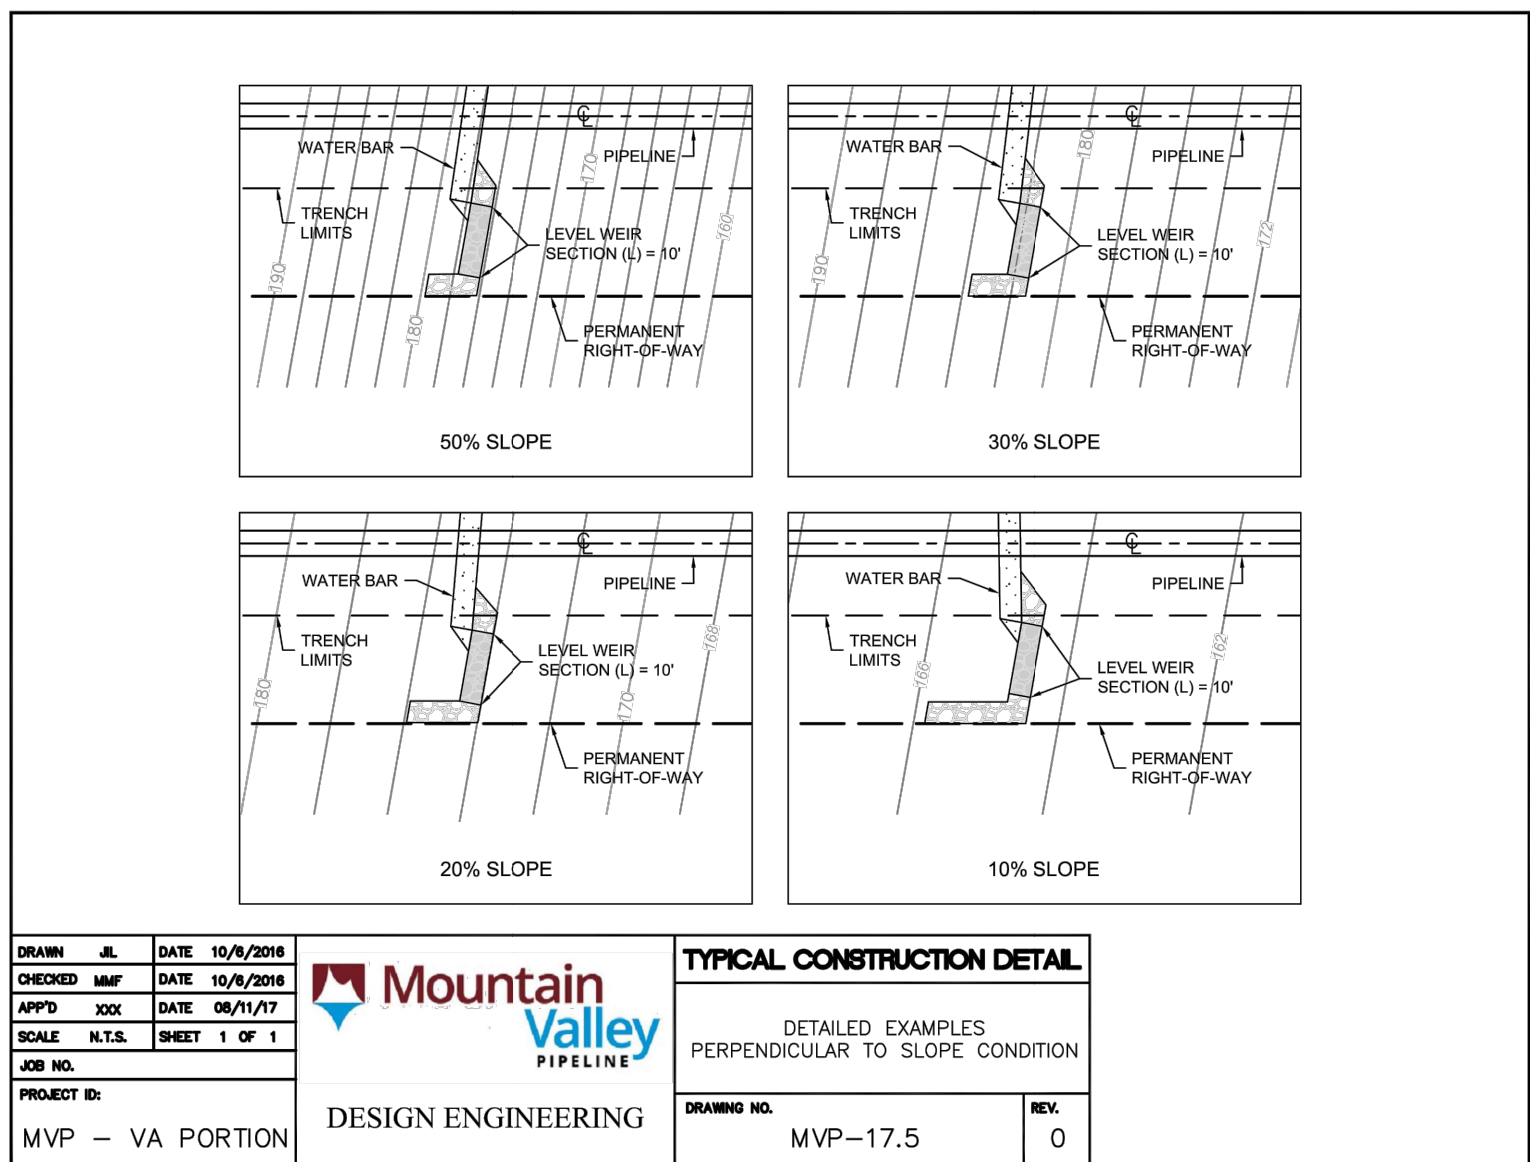 WATER BAR
℄
PIPELINE
170
TRENCH
LIMITS
LEVEL WEIR
SECTION (L) = 10'
160
190
180
PERMANENT
RIGHT-OF-WAY
50% SLOPE
WATER BAR
℄
180
PIPELINE
TRENCH
LIMITS
LEVEL WEIR
SECTION (L) = 10'
172
190
PERMANENT
RIGHT-OF-WAY
30% SLOPE
℄
WATER BAR
PIPELINE
TRENCH
LIMITS
LEVEL WEIR
SECTION (L) = 10'
168
180
170
PERMANENT
RIGHT-OF-WAY
20% SLOPE
℄
WATER BAR
PIPELINE
TRENCH
LIMITS
LEVEL WEIR
SECTION (L) = 10'
162
166
PERMANENT
RIGHT-OF-WAY
10% SLOPE
DRAWN JIL DATE 10/6/2016
CHECKED MMF DATE 10/6/2016
APP'D XXX DATE 08/11/17
SCALE N.T.S. SHEET 1 OF 1
JOB NO.
PROJECT ID:
MVP - VA PORTION
Mountain
Valley
PIPELINE
DESIGN ENGINEERING
TYPICAL CONSTRUCTION DETAIL
DETAILED EXAMPLES
PERPENDICULAR TO SLOPE CONDITION
DRAWING NO.
MVP-17.5
REV.
0